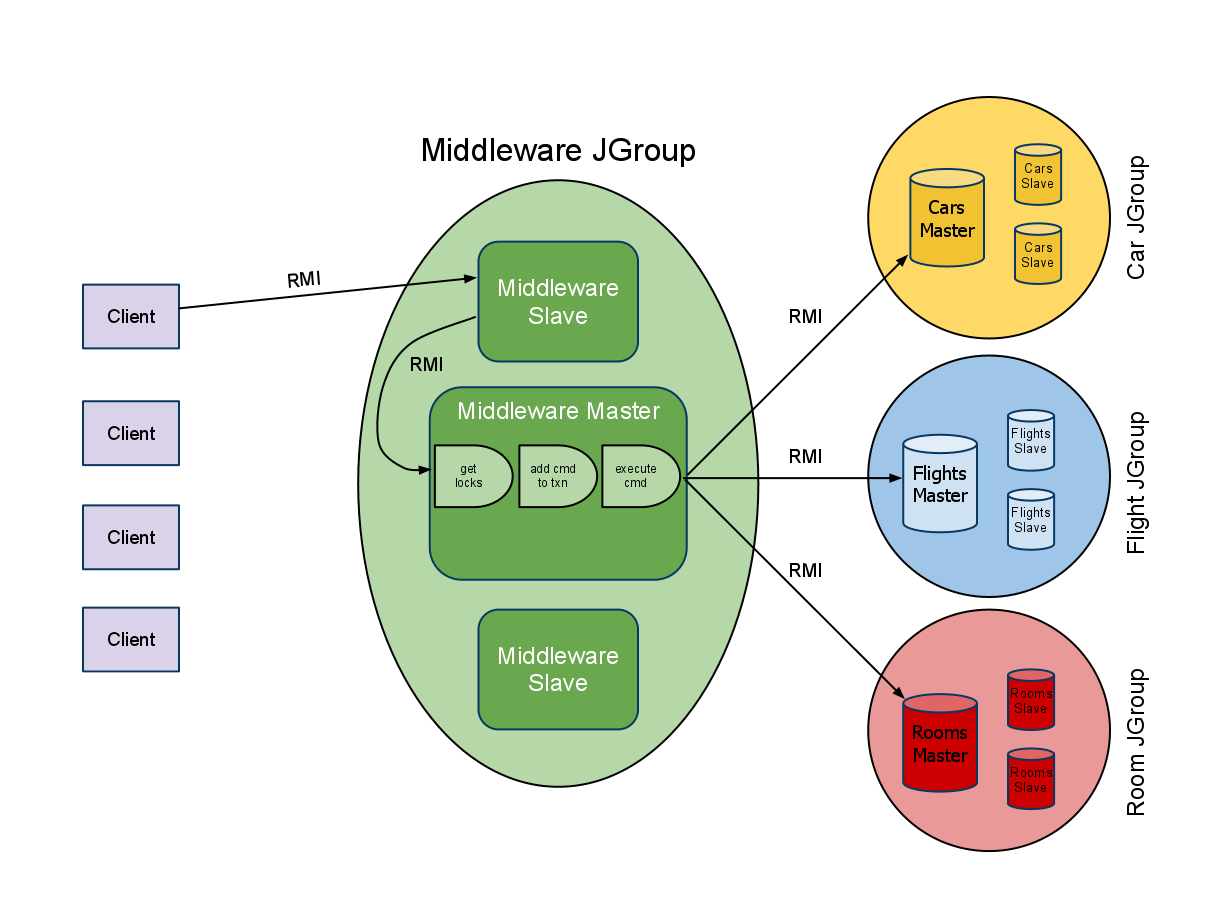 Middleware JGroup
Client
Client
Client
Client
RMI
Middleware
Slave
RMI
Middleware Master
get
locks
add cmd
to txn
execute
cmd
Middleware
Slave
RMI
RMI
RMI
Cars
Master
Cars
Slave
Cars
Slave
Car JGroup
Flights
Master
Flights
Slave
Flights
Slave
Flight JGroup
Rooms
Master
Rooms
Slave
Rooms
Slave
Room JGroup